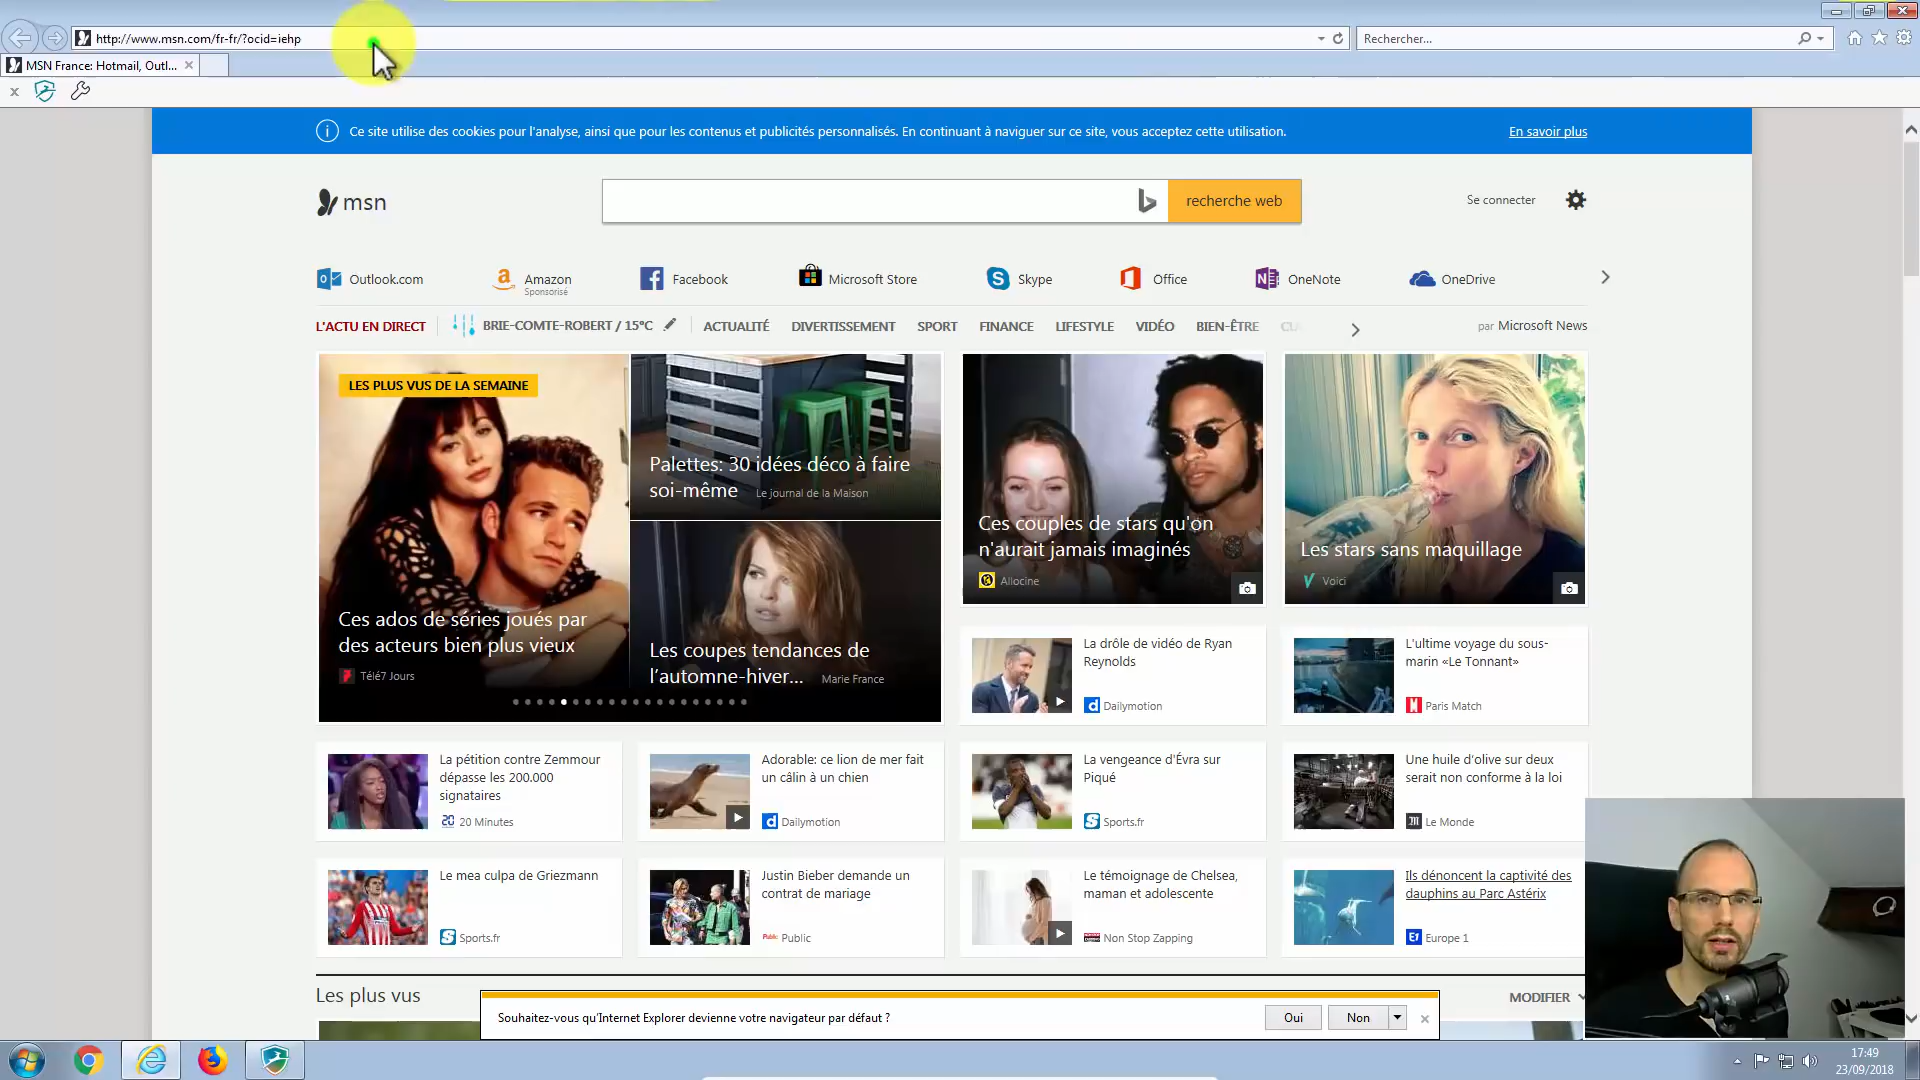 http://www.msn.com/fr-fr/?ocid=iehp
Rechercher...
MSN France: Hotmail, Outl...
x
Ce site utilise des cookies pour l'analyse, ainsi que pour les contenus et publicités personnalisés. En continuant à naviguer sur ce site, vous acceptez cette utilisation.
En savoir plus
msn
recherche web
Se connecter
Outlook.com
Amazon
Sponsorisé
Facebook
Microsoft Store
Skype
Office
OneNote
OneDrive
L'ACTU EN DIRECT
BRIE-COMTE-ROBERT / 15°C
ACTUALITÉ
DIVERTISSEMENT
SPORT
FINANCE
LIFESTYLE
VIDÉO
BIEN-ÊTRE
par Microsoft News
LES PLUS VUS DE LA SEMAINE
Ces ados de séries joués par
des acteurs bien plus vieux
Télé7 Jours
Palettes: 30 idées déco à faire
soi-même Le journal de la Maison
Les coupes tendances de
l'automne-hiver... Marie France
Ces couples de stars qu'on
n'aurait jamais imaginés
Allocine
Les stars sans maquillage
Voici
La drôle de vidéo de Ryan
Reynolds
Dailymotion
L'ultime voyage du sous-
marin «Le Tonnant»
Paris Match
La pétition contre Zemmour
dépasse les 200.000
signataires
20 Minutes
Adorable: ce lion de mer fait
un câlin à un chien
Dailymotion
La vengeance d'Évra sur
Piqué
Sports.fr
Une huile d'olive sur deux
serait non conforme à la loi
Le Monde
Le mea culpa de Griezmann
Sports.fr
Justin Bieber demande un
contrat de mariage
Public
Le témoignage de Chelsea,
maman et adolescente
Non Stop Zapping
Ils dénoncent la captivité des
dauphins au Parc Astérix
Europe 1
Les plus vus
MODIFIER
Souhaitez-vous qu'Internet Explorer devienne votre navigateur par défaut ?
Oui
Non
17:49
23/09/2018